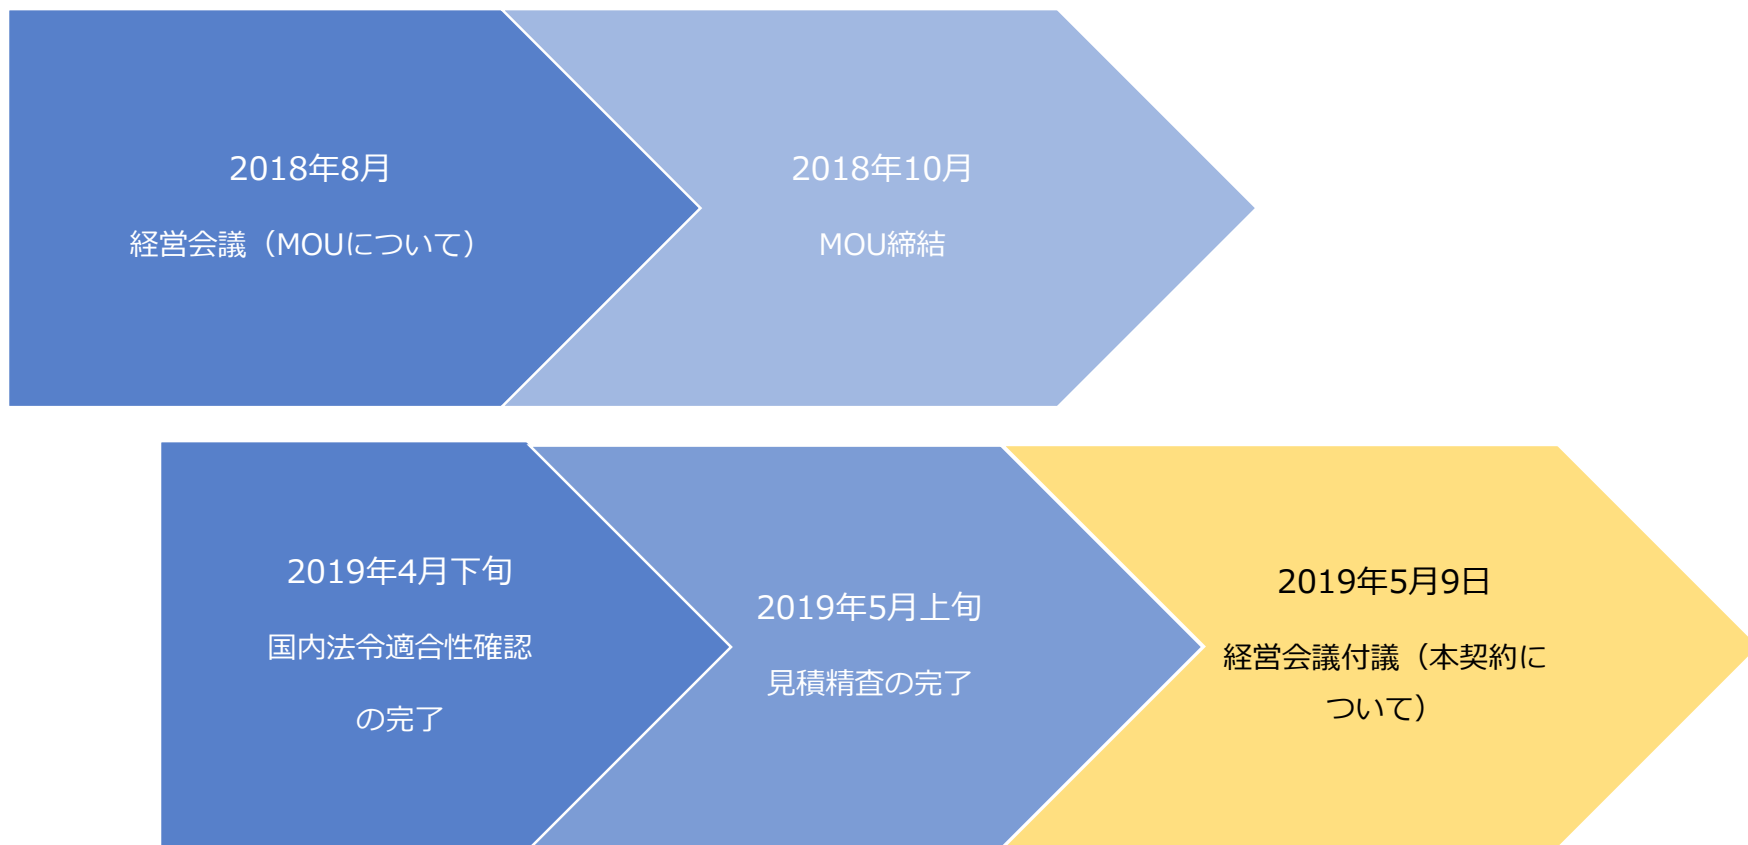 2018年8月
経営会議（MOUについて）
2018年10月
MOU締結
2019年4月下旬
国内法令適合性確認
の完了
2019年5月上旬
見積精査の完了
2019年5月9日
経営会議付議（本契約に
ついて）